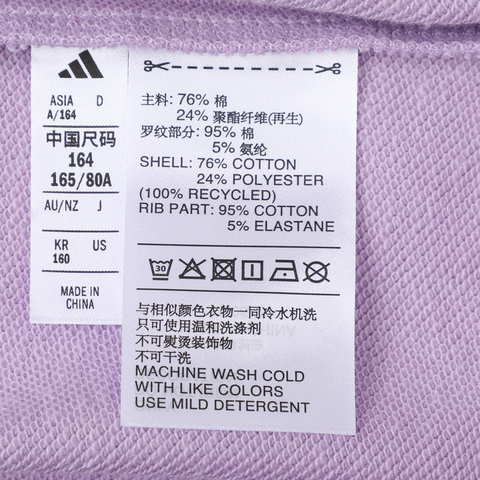 ASIA D
A/164
中国尺码
164
165/80A
AU/NZ J
KR US
160
MADE IN
CHINA
主料: 76% 棉
24% 聚酯纤维(再生)
罗纹部分: 95% 棉
5% 氨纶
SHELL: 76% COTTON
24% POLYESTER
(100% RECYCLED)
RIB PART: 95% COTTON
5% ELASTANE
30
与相似颜色衣物一同冷水机洗
只可使用温和洗涤剂
不可熨烫装饰物
不可干洗
MACHINE WASH COLD
WITH LIKE COLORS
USE MILD DETERGENT